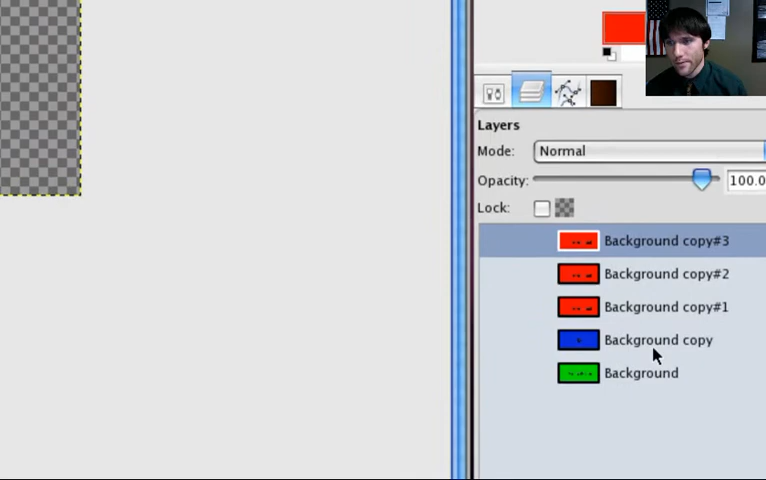 Layers
Mode: Normal
Opacity: 100.0
Lock:
Background copy#3
Background copy#2
Background copy#1
Background copy
Background